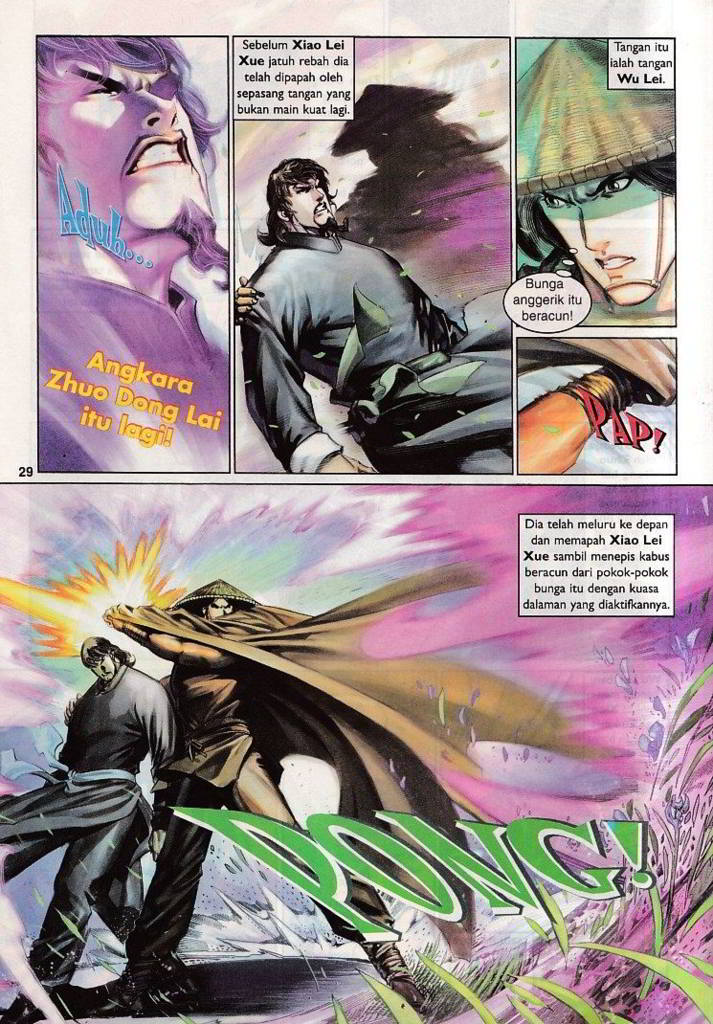 Aduh...
Angkara
Zhuo Dong Lai
itu lagi!
Sebelum Xiao Lei
Xue jatuh rebah dia
telah dipapah oleh
sepasang tangan yang
bukan main kuat lagi.
Tangan itu
ialah tangan
Wu Lei.
Bunga
anggerik itu
beracun!
PAP!
29
Dia telah meluru ke depan
dan memapah Xiao Lei
Xue sambil menepis kabus
beracun dari pokok-pokok
bunga itu dengan kuasa
dalaman yang diaktifkannya.
PONG!